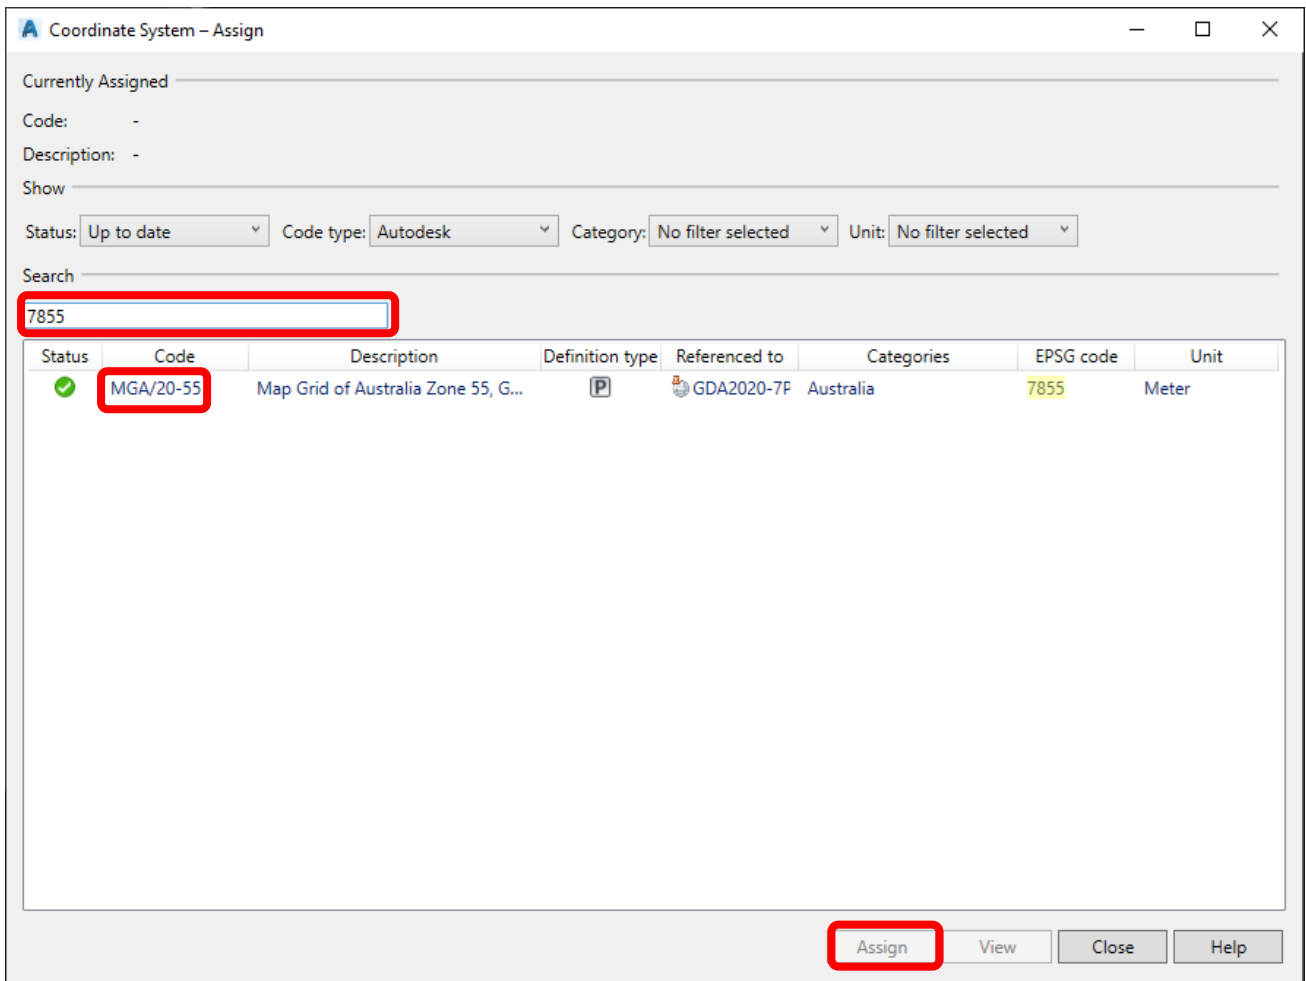 Coordinate System – Assign
Currently Assigned
Code: -
Description: -
Show
Status: Up to date Code type: Autodesk Category: No filter selected Unit: No filter selected
Search
7855
Status Code Description Definition type Referenced to Categories EPSG code Unit
MGA/20-55 Map Grid of Australia Zone 55, G... P GDA2020-7P Australia 7855 Meter
Assign View Close Help